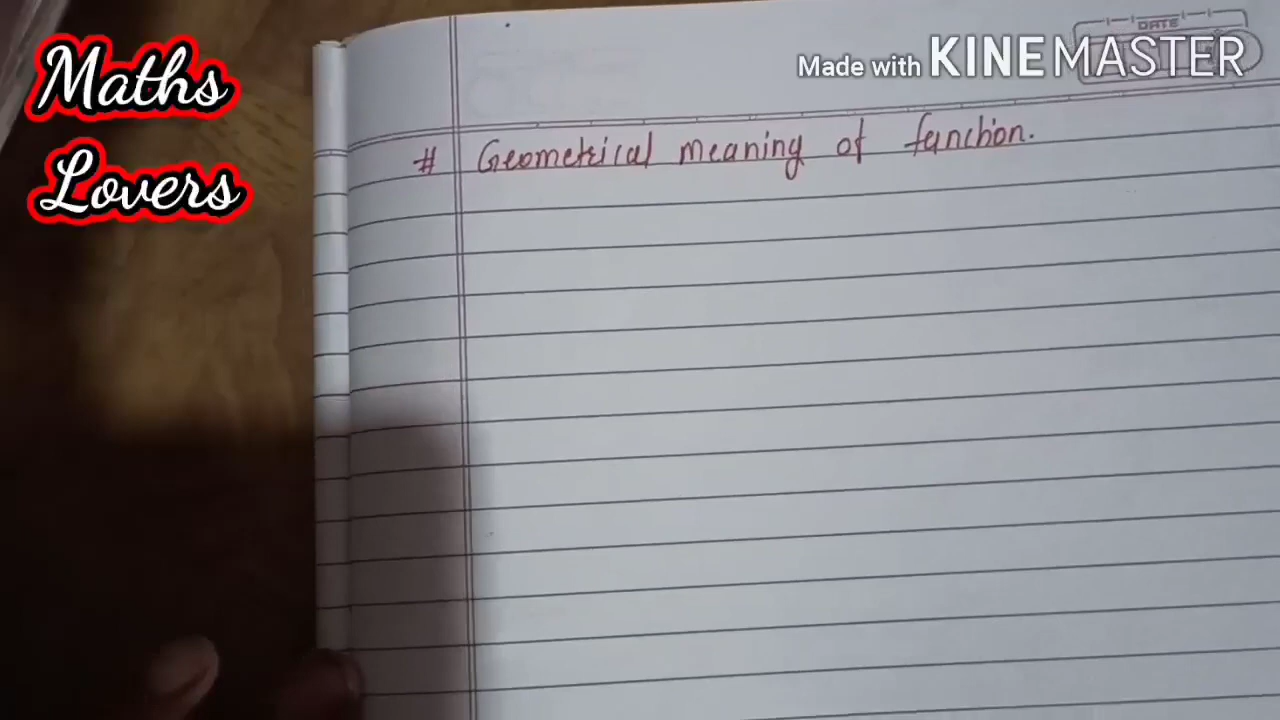 Maths
Lovers
Made with KINEMASTER
DATE
# Geometrical meaning of function.